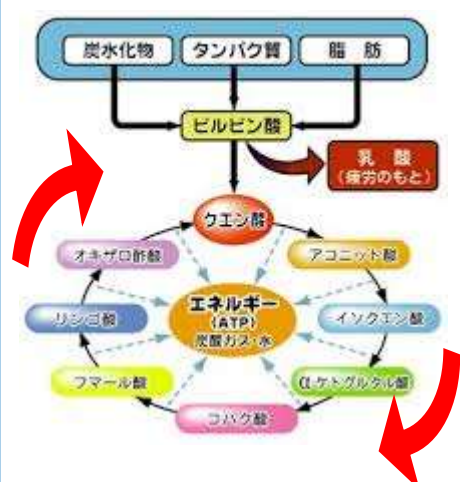 炭水化物
タンパク質
脂 肪
ピルビン酸
乳 酸
(疲労のもと)
クエン酸
オキザロ酢酸
アコニット酸
エネルギー
(ATP)
炭酸ガス・水
リンゴ酸
イソクエン酸
フマール酸
α-ケトグルタル酸
コハク酸